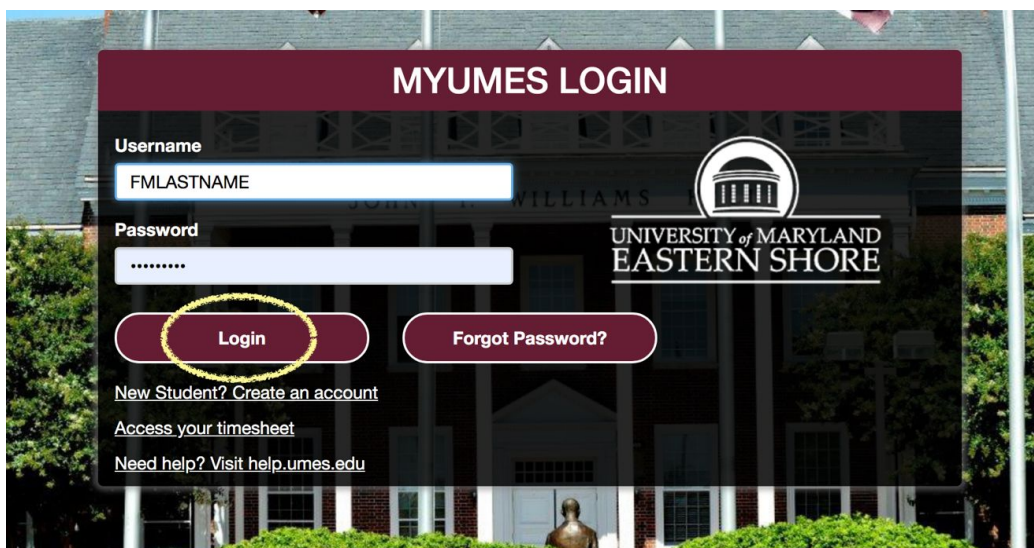 MYUMES LOGIN
Username
FMLASTNAME
Password
•••••••••
Login
Forgot Password?
New Student? Create an account
Access your timesheet
Need help? Visit help.umes.edu
UNIVERSITY of MARYLAND
EASTERN SHORE
WILLIAMS